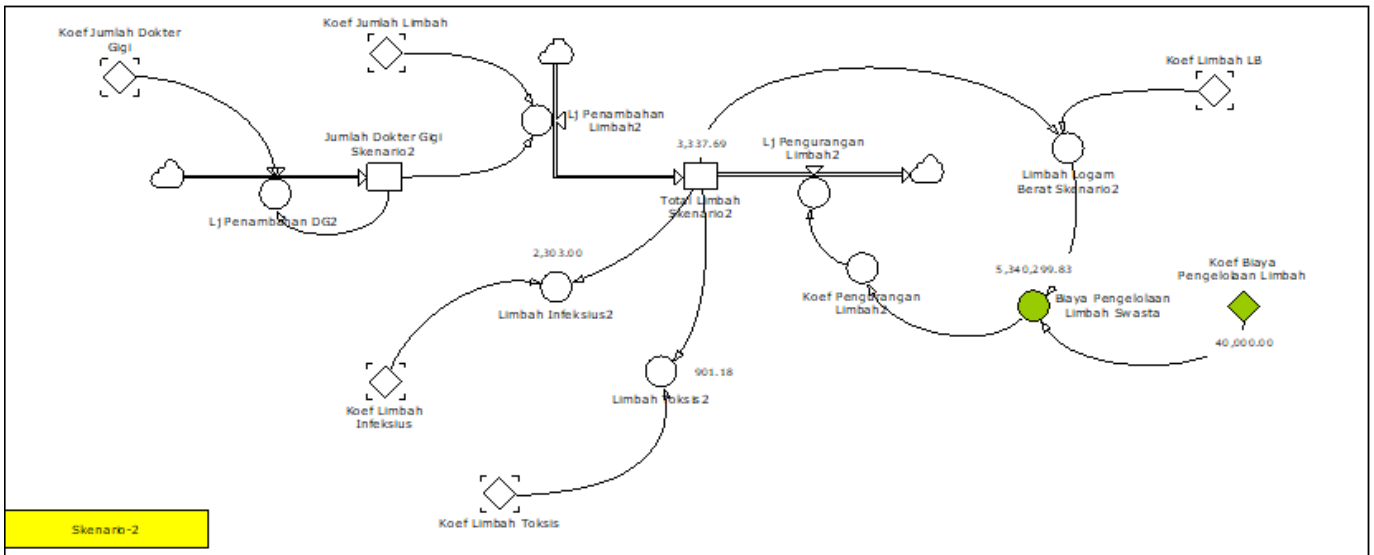 Koef Jumlah Dokter
Gigi
Koef Jumlah Limbah
Koef Limbah LB
Lj Penambahan
Limbah2
Jumlah Dokter Gigi
Skenario2
3,337.69
Lj Pengurangan
Limbah2
Limbah Logam
Berat Skenario2
Total Limbah
Skenario2
Lj Penambahan DG2
2,303.00
Limbah Infeksius2
5,340,299.83
Koef Biaya
Pengelolaan Limbah
Koef Pengurangan
Limbah2
Biaya Pengelolaan
Limbah Swasta
40,000.00
901.18
Limbah Toksis2
Koef Limbah
Infeksius
Koef Limbah Toksis
Skenario-2